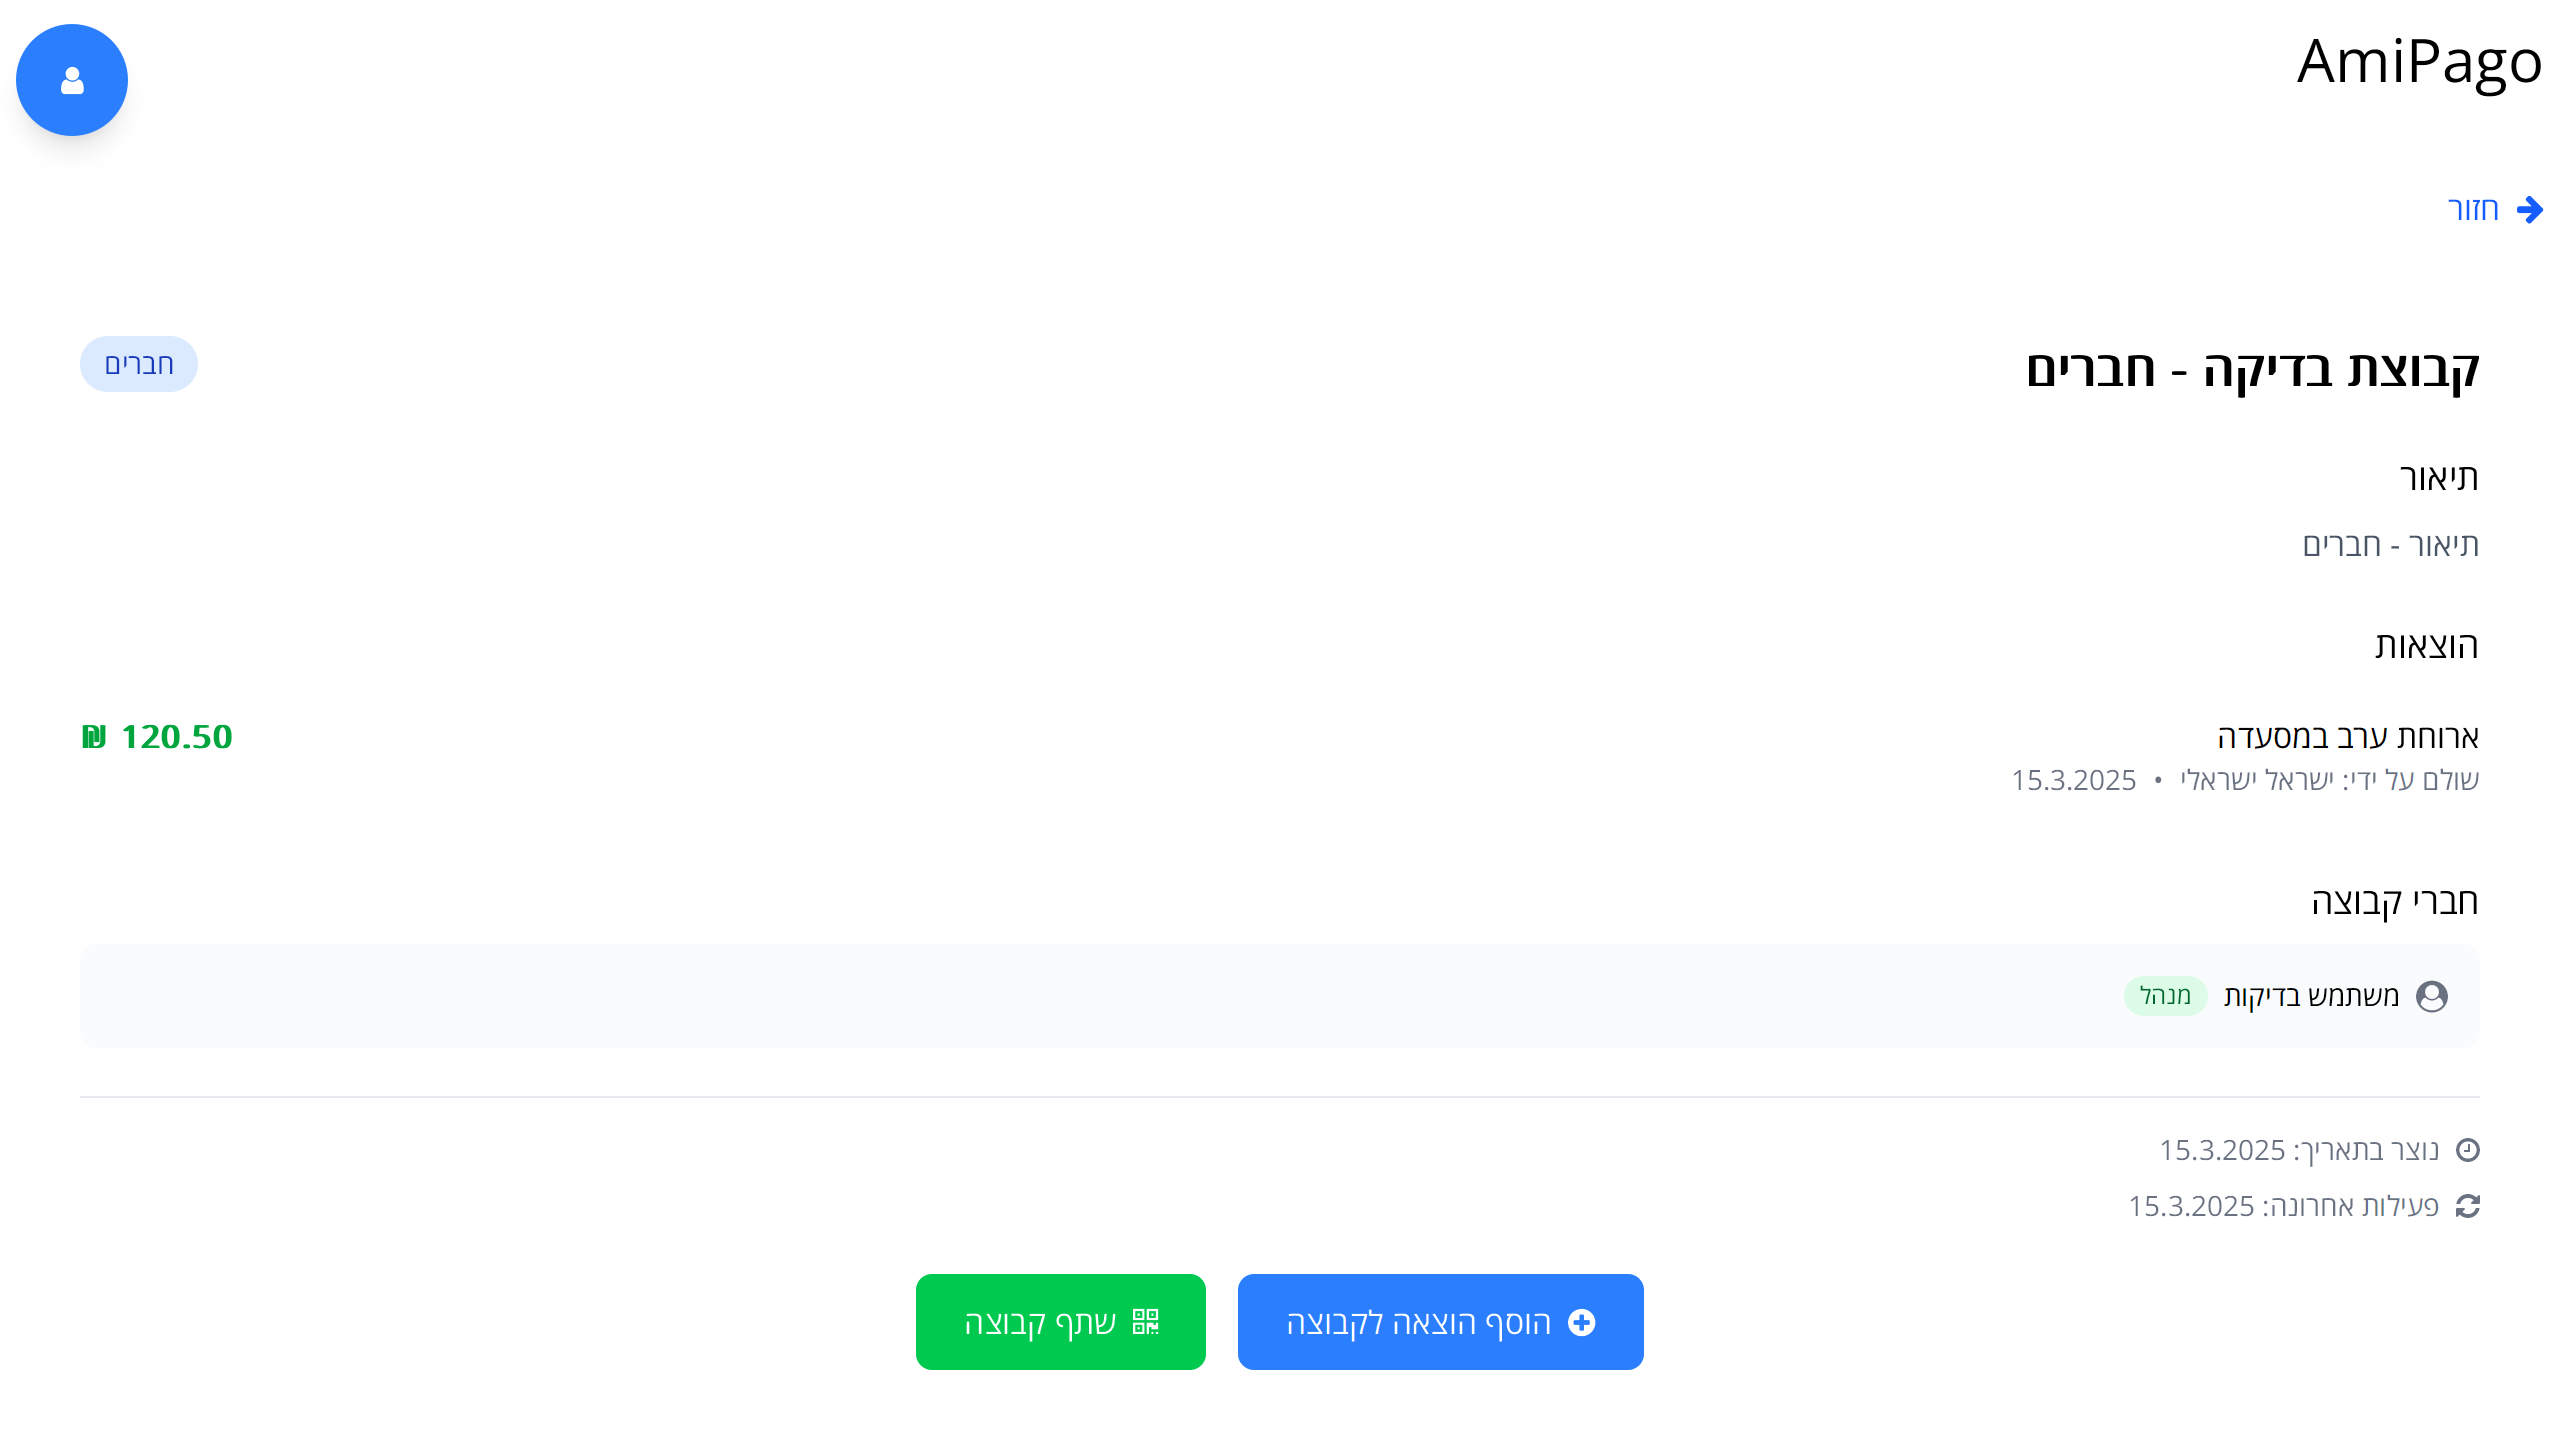 AmiPago
חזור
קבוצת בדיקה - חברים
חברים
תיאור
תיאור - חברים
הוצאות
ארוחת ערב במסעדה
120.50 ₪
שולם על ידי: ישראל ישראלי • 15.3.2025
חברי קבוצה
משתמש בדיקות מנהל
נוצר בתאריך: 15.3.2025
פעילות אחרונה: 15.3.2025
הוסף הוצאה לקבוצה
שתף קבוצה